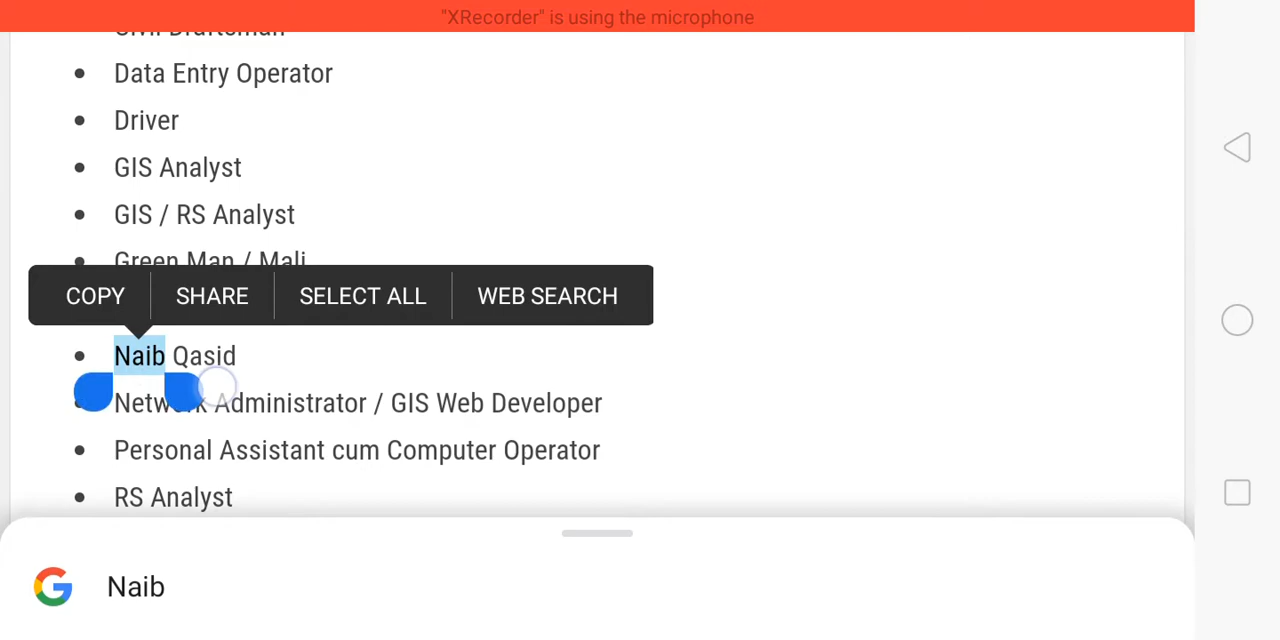 "XRecorder" is using the microphone
Civil Draftsman
Data Entry Operator
Driver
GIS Analyst
GIS / RS Analyst
Green Man / Mali
COPY
SHARE
SELECT ALL
WEB SEARCH
Naib Qasid
Network Administrator / GIS Web Developer
Personal Assistant cum Computer Operator
RS Analyst
Naib